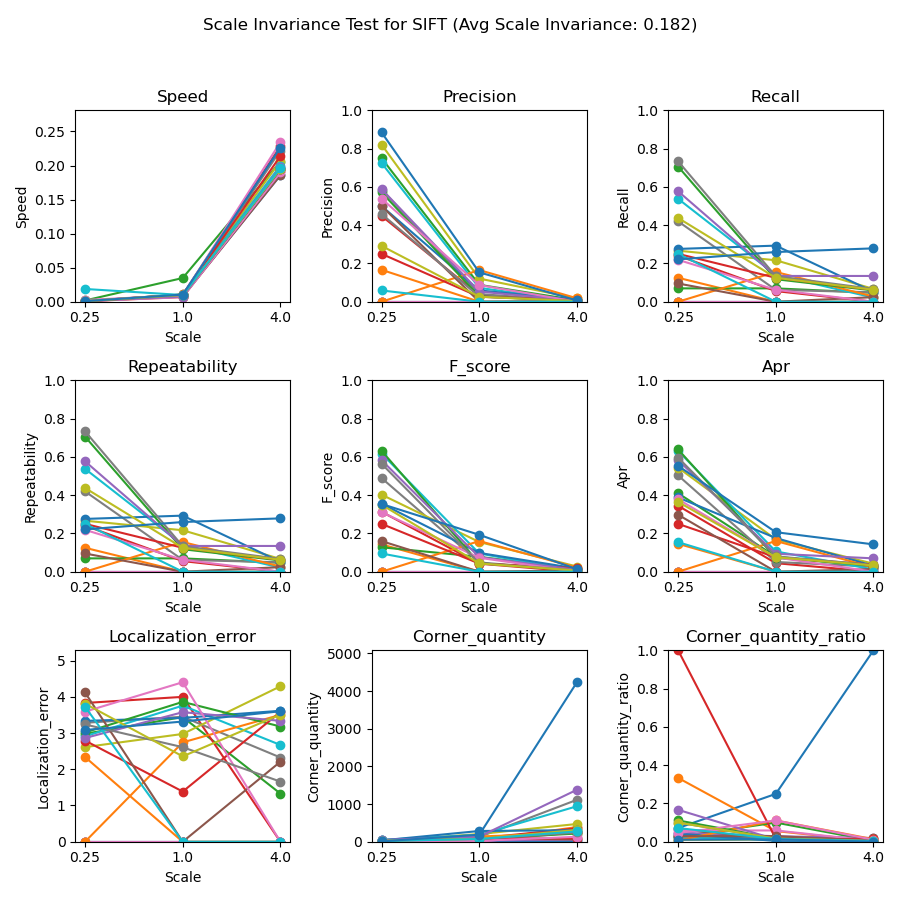 Scale Invariance Test for SIFT (Avg Scale Invariance: 0.182)
Speed
Speed
0.25
0.20
0.15
0.10
0.05
0.00
0.25 1.0 4.0
Scale
Precision
Precision
1.0
0.8
0.6
0.4
0.2
0.0
0.25 1.0 4.0
Scale
Recall
Recall
1.0
0.8
0.6
0.4
0.2
0.0
0.25 1.0 4.0
Scale
Repeatability
Repeatability
1.0
0.8
0.6
0.4
0.2
0.0
0.25 1.0 4.0
Scale
F_score
F_score
1.0
0.8
0.6
0.4
0.2
0.0
0.25 1.0 4.0
Scale
Apr
Apr
1.0
0.8
0.6
0.4
0.2
0.0
0.25 1.0 4.0
Scale
Localization_error
Localization_error
5
4
3
2
1
0
0.25 1.0 4.0
Scale
Corner_quantity
Corner_quantity
5000
4000
3000
2000
1000
0
0.25 1.0 4.0
Scale
Corner_quantity_ratio
Corner_quantity_ratio
1.0
0.8
0.6
0.4
0.2
0.0
0.25 1.0 4.0
Scale